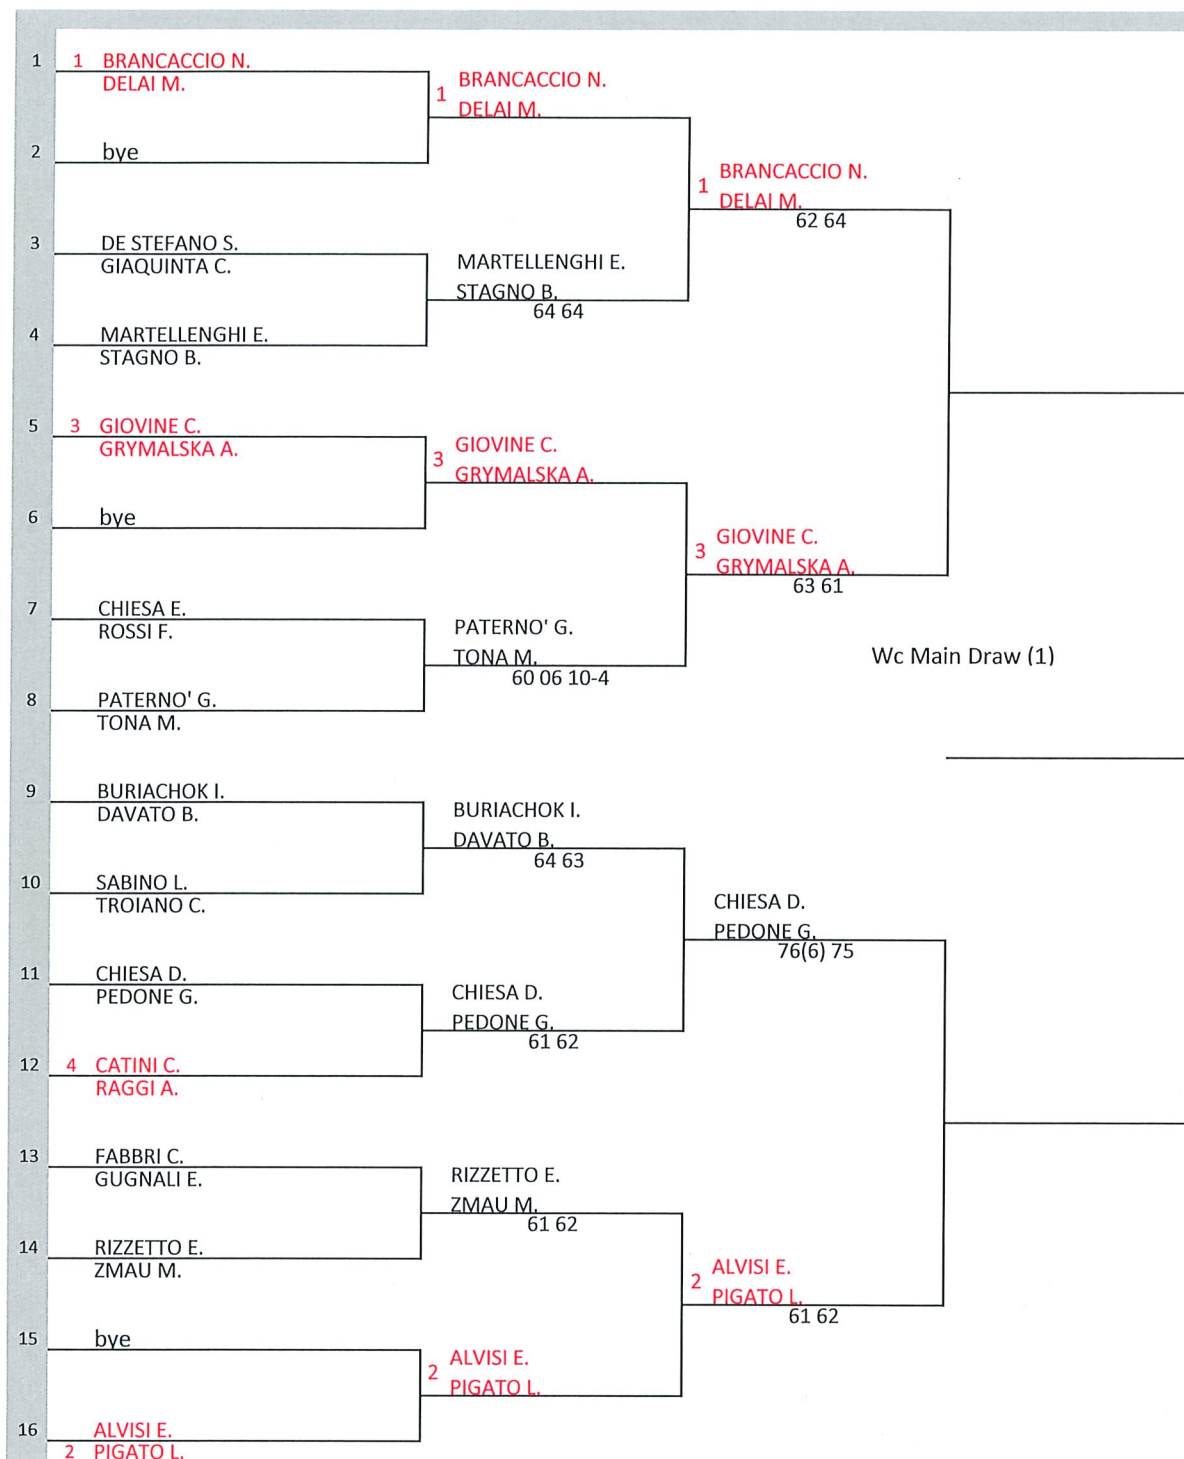 1 1 BRANCACCIO N.
DELAI M.
2 bye
3 DE STEFANO S.
GIAQUINTA C.
4 MARTELLENGHI E.
STAGNO B.
5 3 GIOVINE C.
GRYMALSKA A.
6 bye
7 CHIESA E.
ROSSI F.
8 PATERNO' G.
TONA M.
9 BURIACHOK I.
DAVATO B.
10 SABINO L.
TROIANO C.
11 CHIESA D.
PEDONE G.
12 4 CATINI C.
RAGGI A.
13 FABBRI C.
GUGNALI E.
14 RIZZETTO E.
ZMAU M.
15 bye
16 ALVISI E.
2 PIGATO L.
1 BRANCACCIO N.
DELAI M.
MARTELLENGHI E.
STAGNO B.
64 64
3 GIOVINE C.
GRYMALSKA A.
PATERNO' G.
TONA M.
60 06 10-4
BURIACHOK I.
DAVATO B.
64 63
CHIESA D.
PEDONE G.
61 62
RIZZETTO E.
ZMAU M.
61 62
2 ALVISI E.
PIGATO L.
1 BRANCACCIO N.
DELAI M.
62 64
3 GIOVINE C.
GRYMALSKA A.
63 61
CHIESA D.
PEDONE G.
76(6) 75
2 ALVISI E.
PIGATO L.
61 62
Wc Main Draw (1)